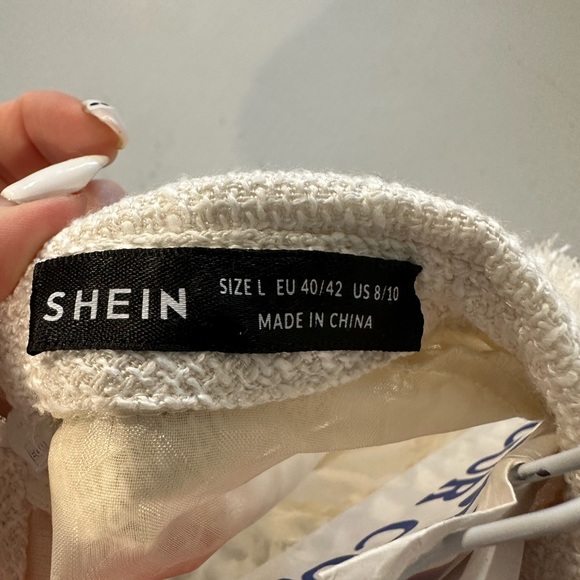 SHEIN
SIZE L EU 40/42 US 8/10
MADE IN CHINA